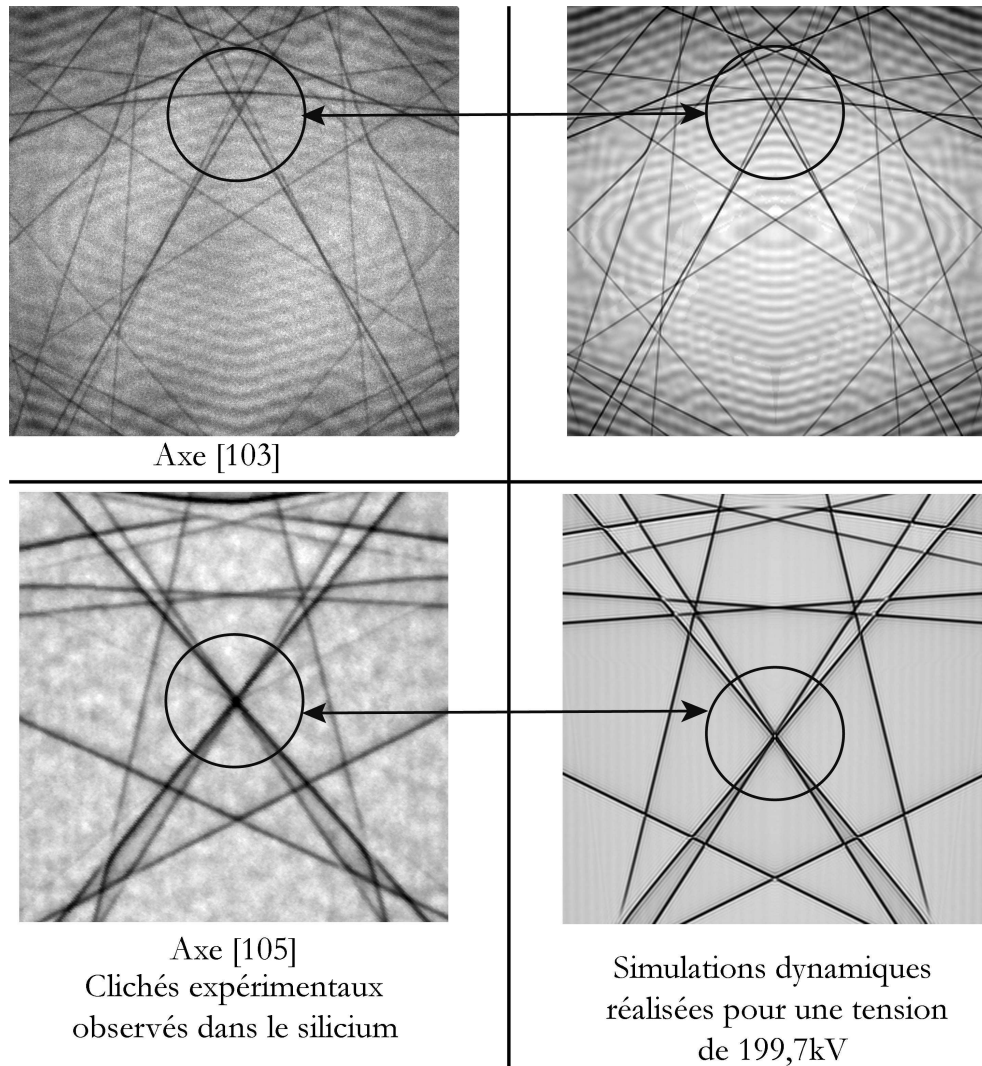 Axe [103]
Axe [105]
Clichés expérimentaux
observés dans le silicium
Simulations dynamiques
réalisées pour une tension
de 199,7kV